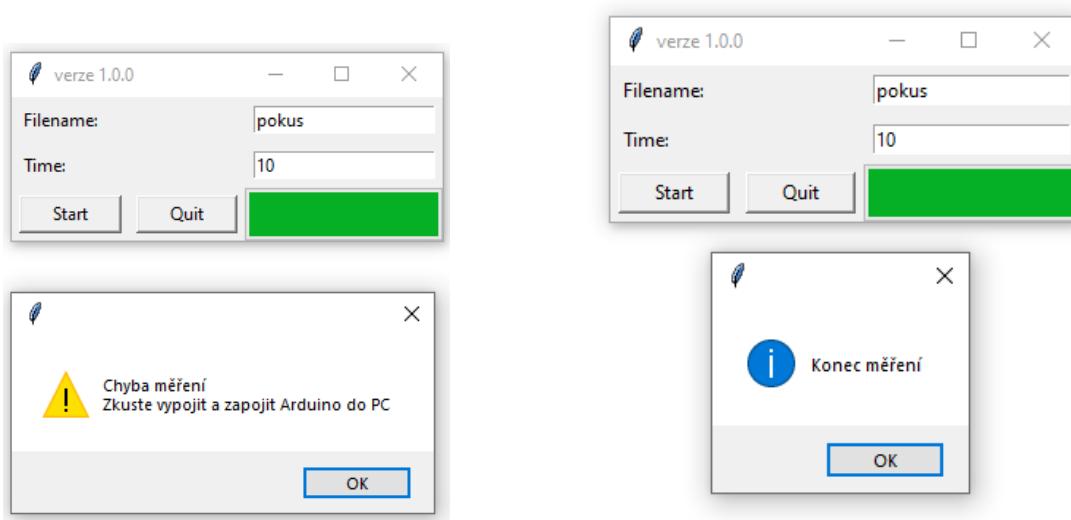 verze 1.0.0
Filename: pokus
Time: 10
Start Quit
Chyba měření
Zkuste vypojit a zapojit Arduino do PC
OK
verze 1.0.0
Filename: pokus
Time: 10
Start Quit
Konec měření
OK